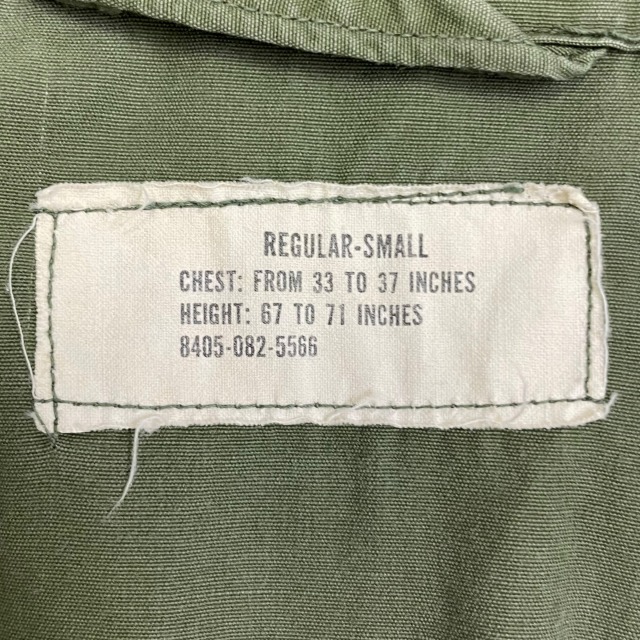 REGULAR-SMALL
CHEST: FROM 33 TO 37 INCHES
HEIGHT: 67 TO 71 INCHES
8405-082-5566